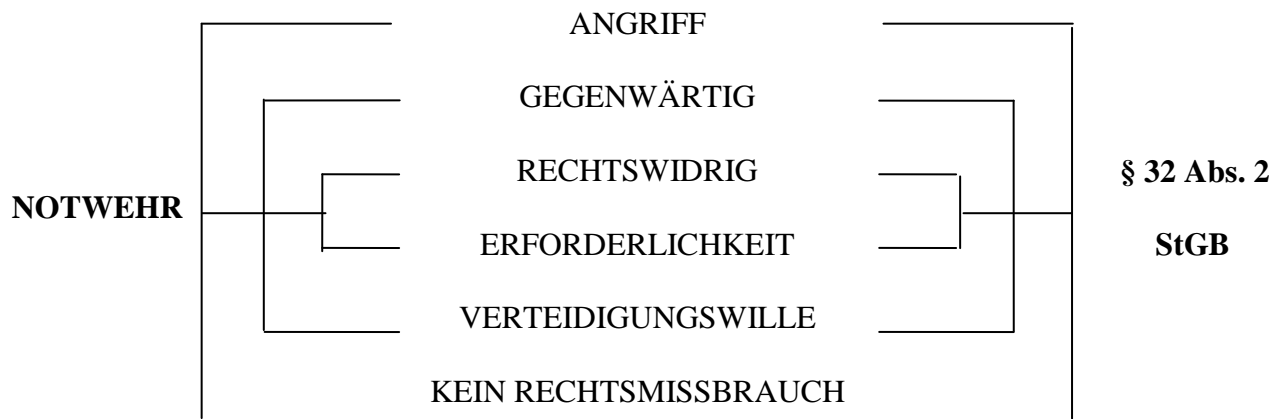 ANGRIFF
GEGENWÄRTIG
RECHTSWIDRIG
§ 32 Abs. 2
NOTWEHR
ERFORDERLICHKEIT
StGB
VERTEIDIGUNGSWILLE
KEIN RECHTSMISSBRAUCH